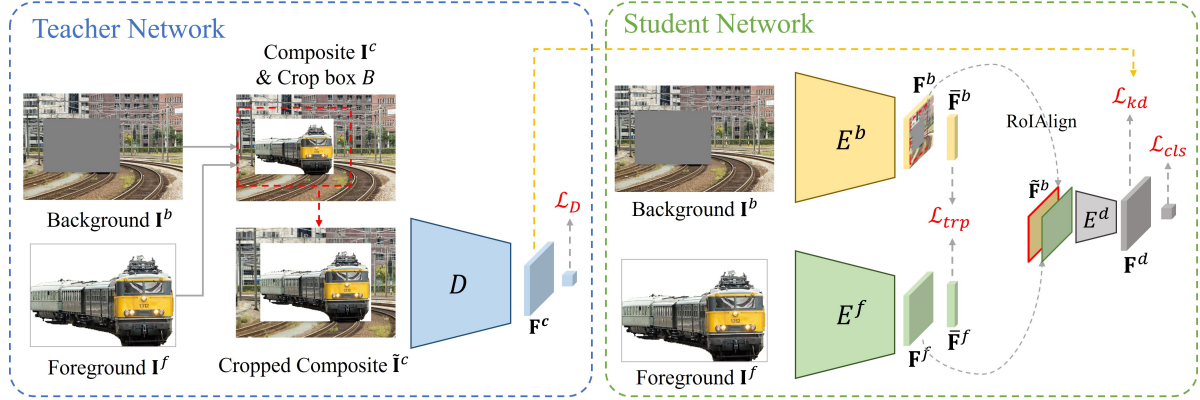 Teacher Network
Composite I^c
& Crop box B
Background I^b
Foreground I^f
Cropped Composite Ĩ^c
D
F^c
ℒ_D
Student Network
Background I^b
Foreground I^f
E^b
F^b
F̄^b
RoIAlign
ℒ_trp
E^f
F^f
F̄^f
F̃^b
E^d
F^d
ℒ_kd
ℒ_cls